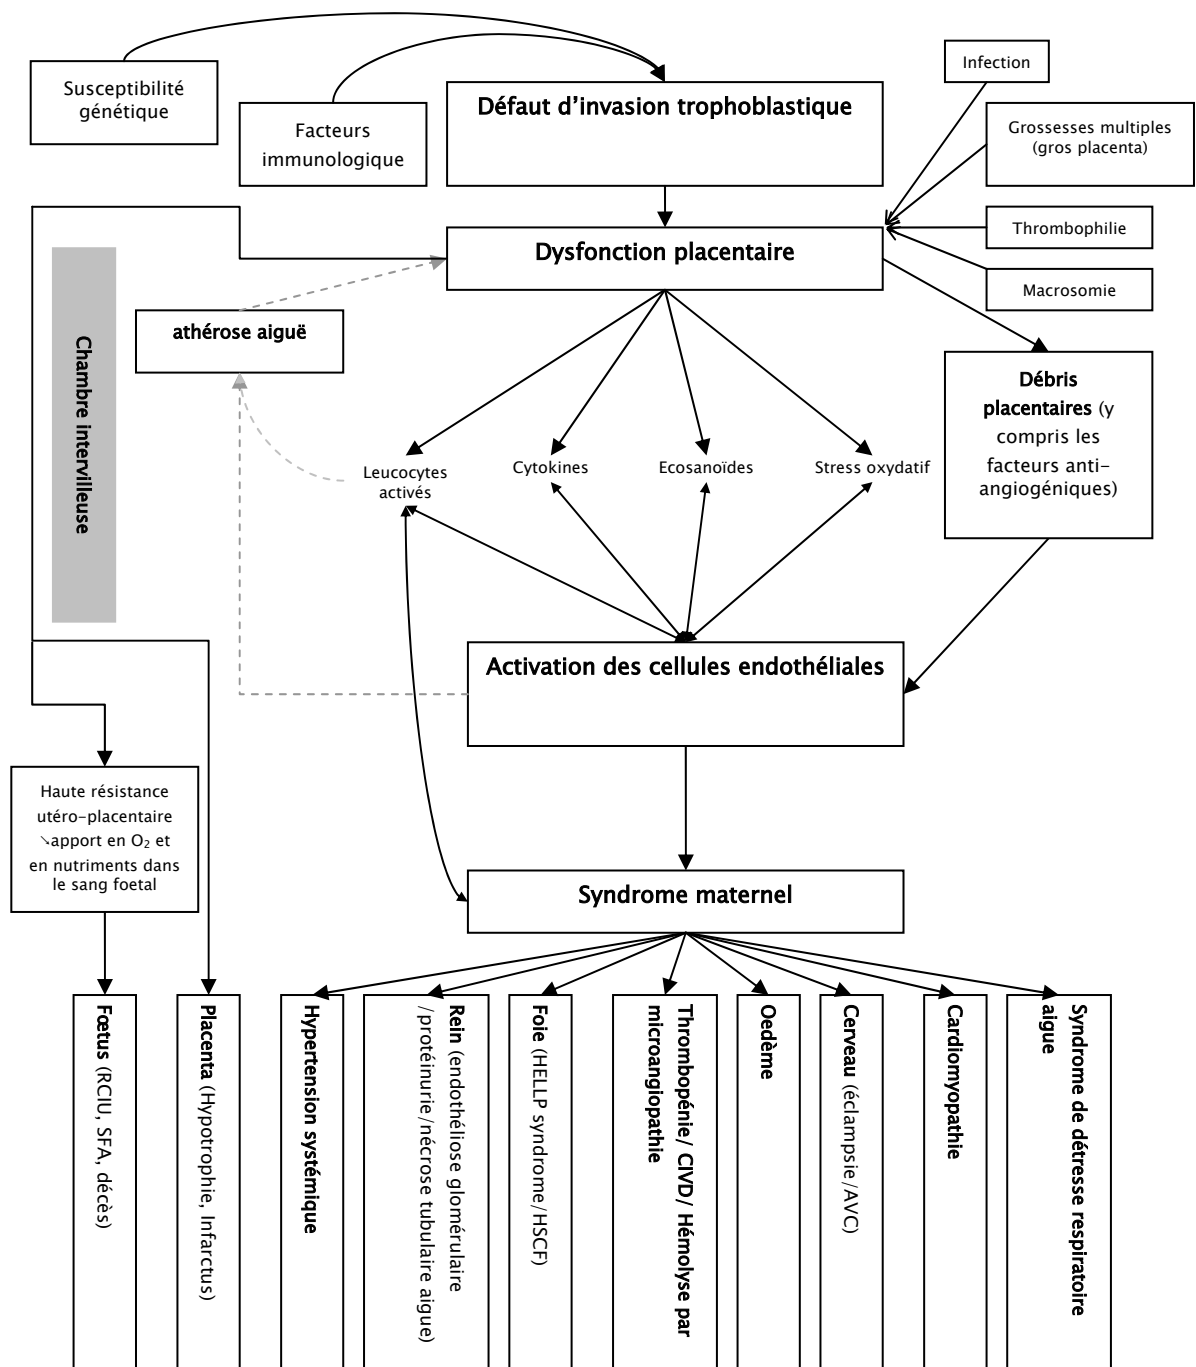 Susceptibilité
génétique
Facteurs
immunologique
Défaut d’invasion trophoblastique
Infection
Grossesses multiples
(gros placenta)
Thrombophilie
Macrosomie
Dysfonction placentaire
athérose aiguë
Chambre intervilleuse
Débris
placentaires (y
compris les
facteurs anti-
angiogéniques)
Leucocytes
activés
Cytokines
Ecosanoïdes
Stress oxydatif
Activation des cellules endothéliales
Haute résistance
utéro-placentaire
↘apport en O₂ et
en nutriments dans
le sang foetal
Syndrome maternel
Fœtus (RCIU, SFA, décès)
Placenta (Hypotrophie, Infarctus)
Hypertension systémique
Rein (endothéliose glomérulaire
/protéinurie/nécrose tubulaire aigue)
Foie (HELLP syndrome/HSCF)
Thrombopénie/ CIVD/ Hémolyse par
microangiopathie
Oedème
Cerveau (éclampsie/AVC)
Cardiomyopathie
Syndrome de détresse respiratoire
aigue